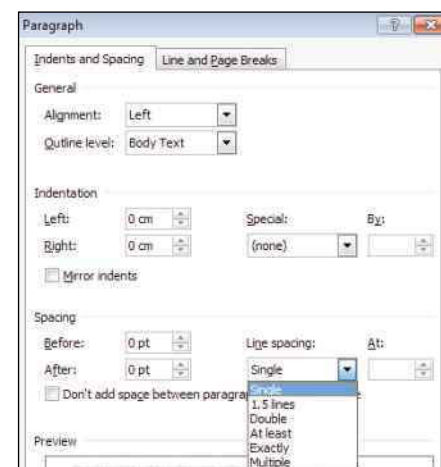 Paragraph
Indents and Spacing Line and Page Breaks
General
Alignment: Left
Outline level: Body Text
Indentation
Left: 0 cm Special: By:
Right: 0 cm (none)
Mirror indents
Spacing
Before: 0 pt Line spacing: At:
After: 0 pt Single
Don't add space between paragra e
Single
1.5 lines
Double
At least
Exactly
Multiple
Preview